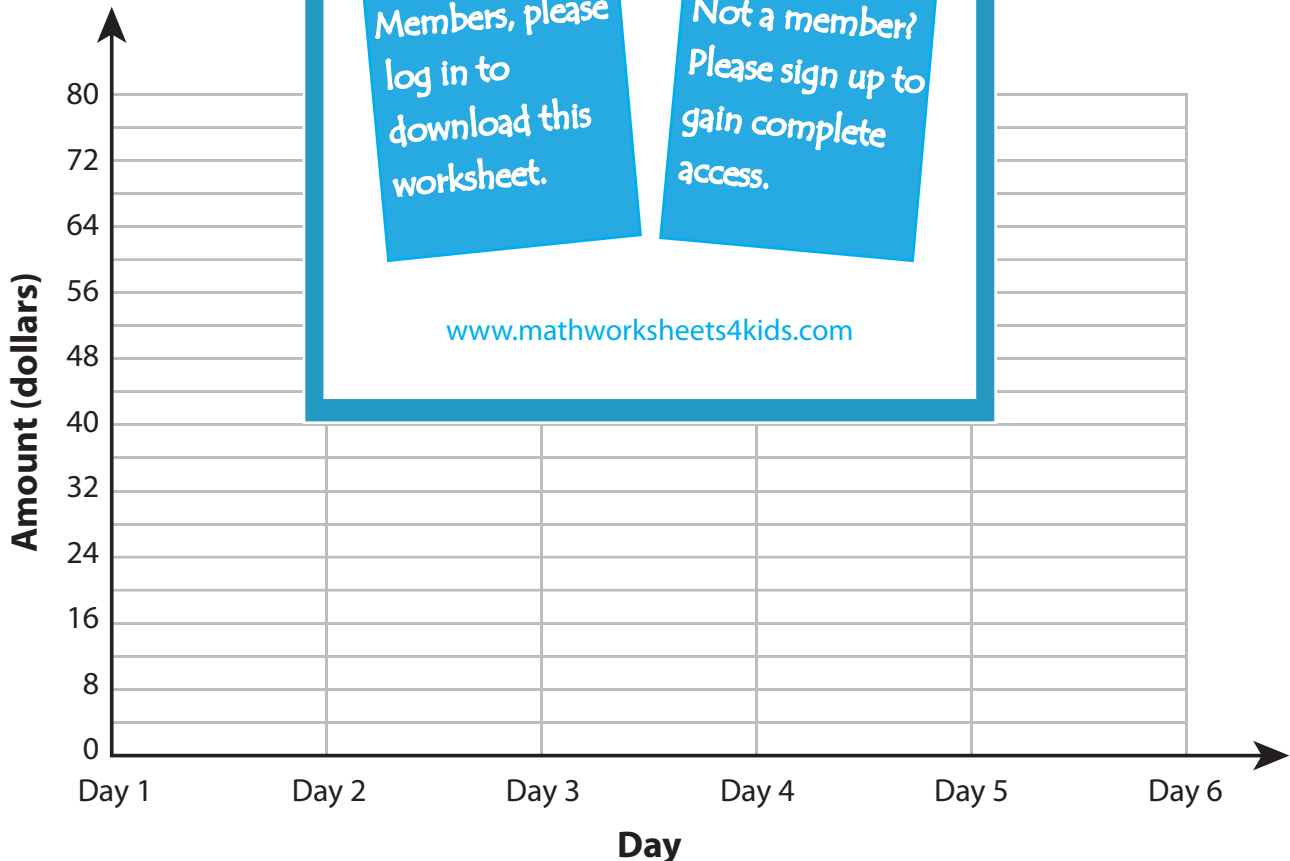 Members, please
log in to
download this
worksheet.
Not a member?
Please sign up to
gain complete
access.
www.mathworksheets4kids.com
Amount (dollars)
80
72
64
56
48
40
32
24
16
8
0
Day 1 Day 2 Day 3 Day 4 Day 5 Day 6
Day